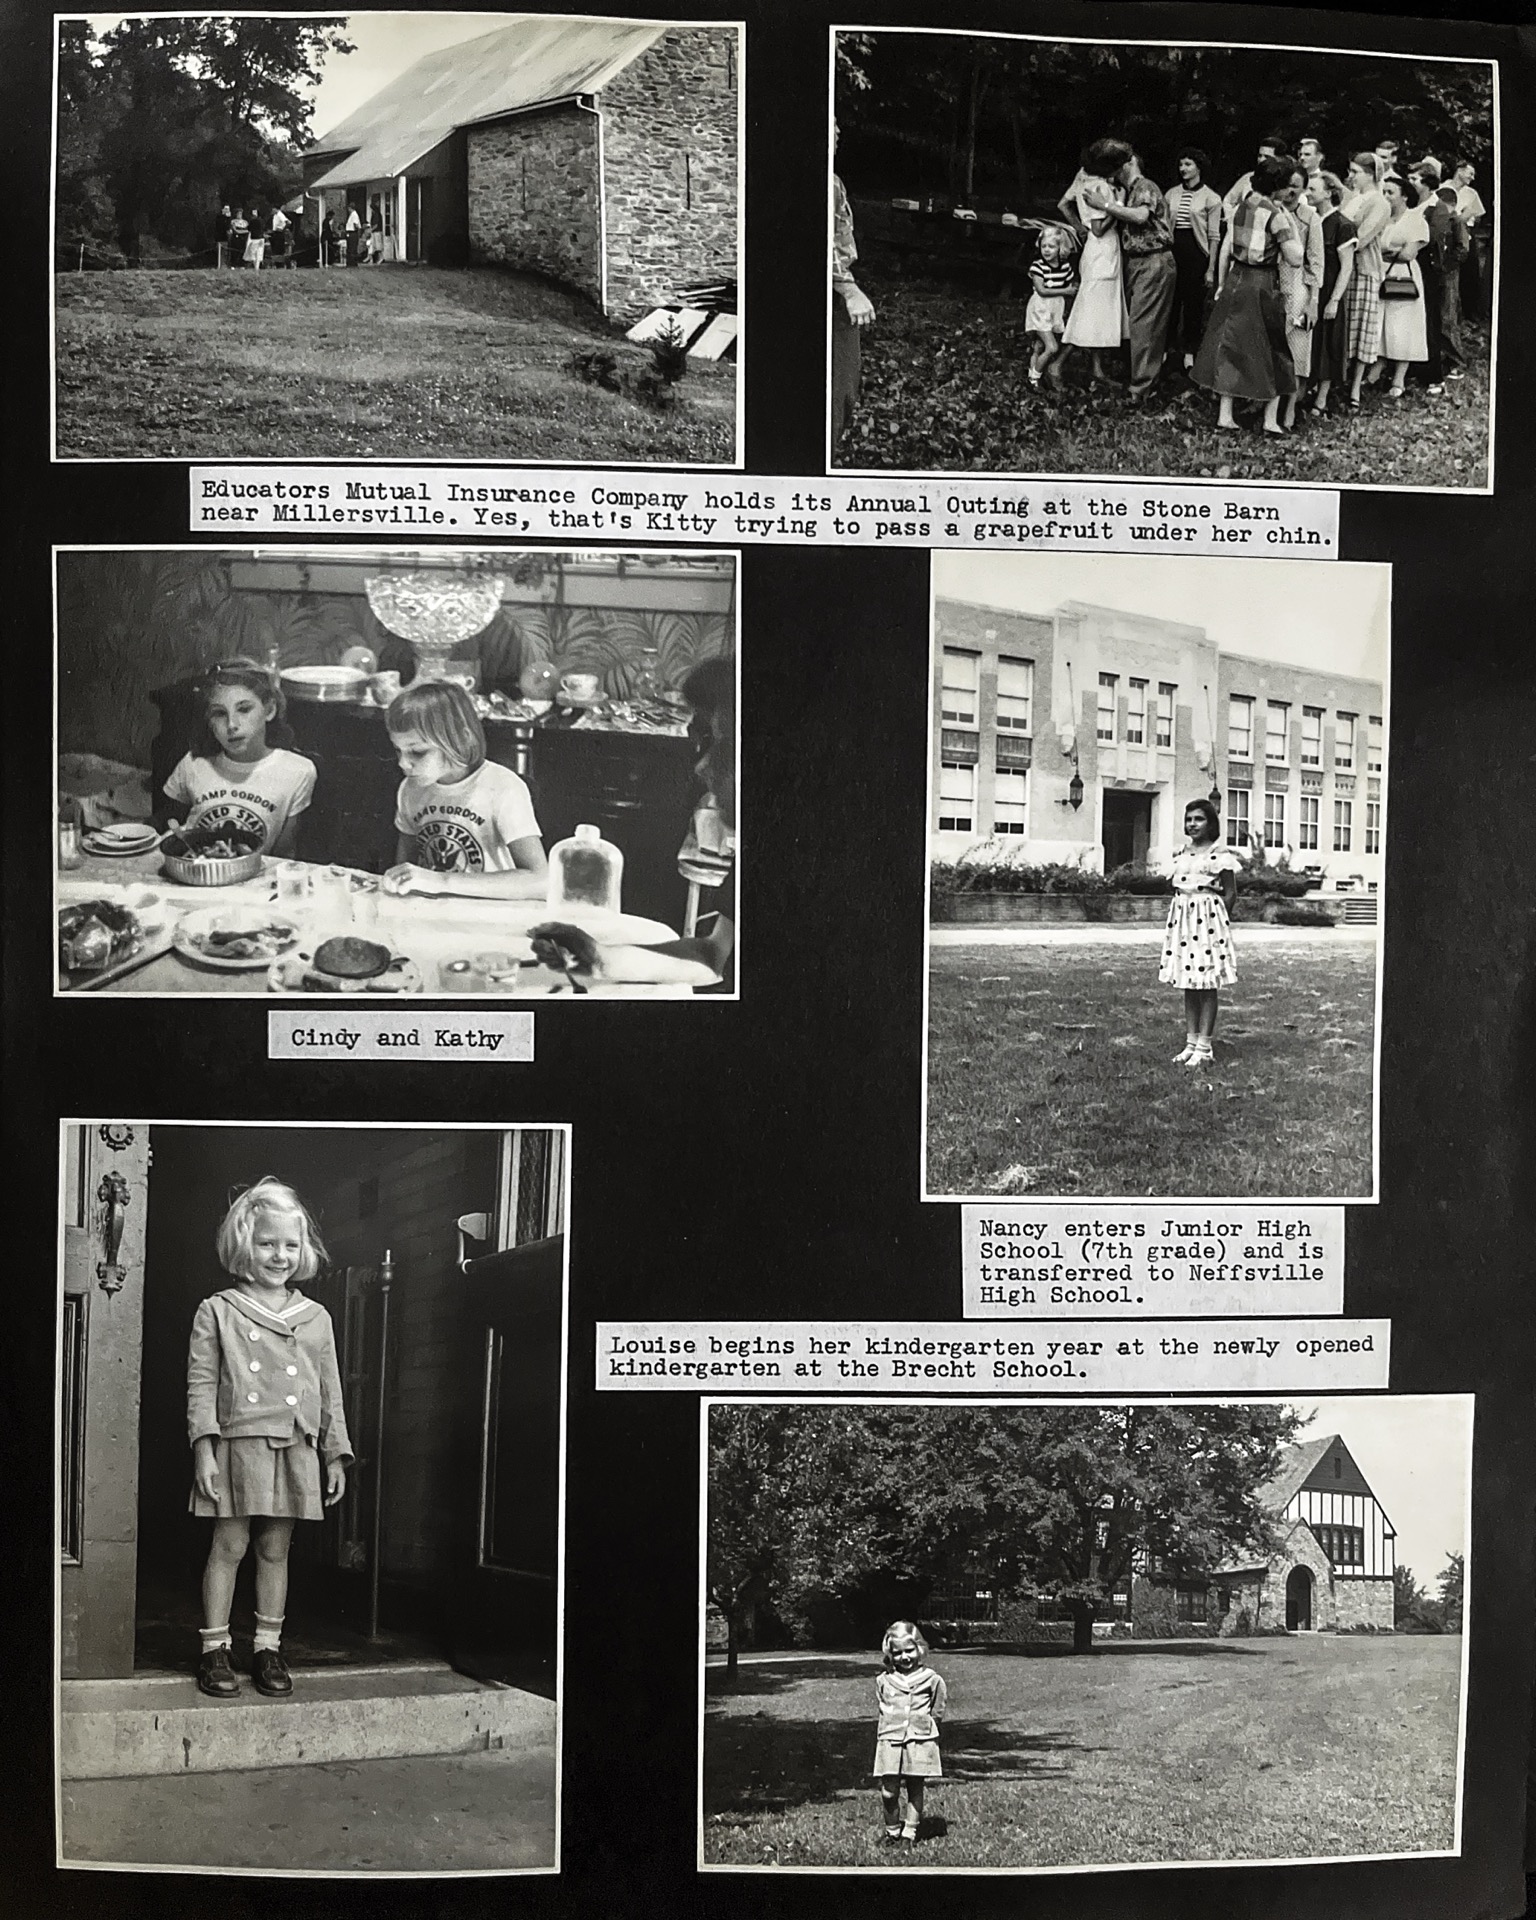 Educators Mutual Insurance Company holds its Annual Outing at the Stone Barn
near Millersville. Yes, that's Kitty trying to pass a grapefruit under her chin.
CAMP GORDON
UNITED STATES
CAMP GORDON
UNITED STATES
Cindy and Kathy
Nancy enters Junior High
School (7th grade) and is
transferred to Neffsville
High School.
Louise begins her kindergarten year at the newly opened
kindergarten at the Brecht School.